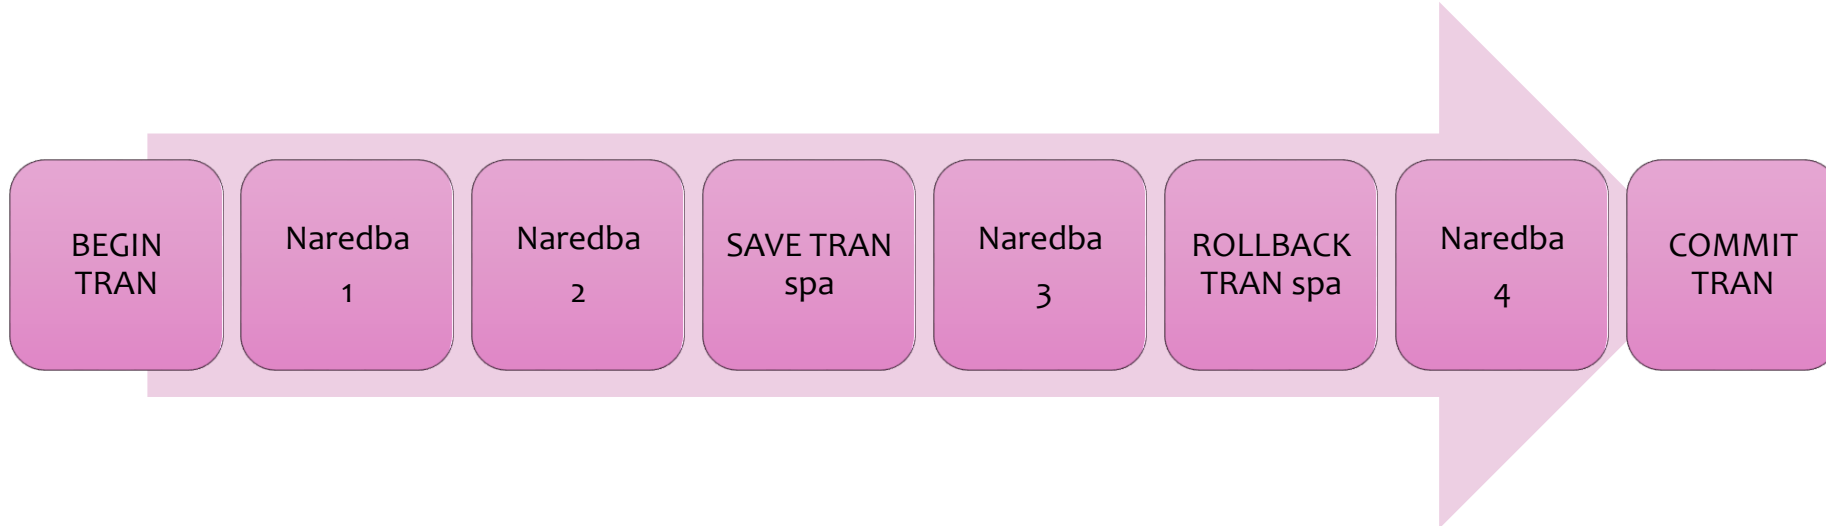 BEGIN
TRAN
Naredba
1
Naredba
2
SAVE TRAN
spa
Naredba
3
ROLLBACK
TRAN spa
Naredba
4
COMMIT
TRAN